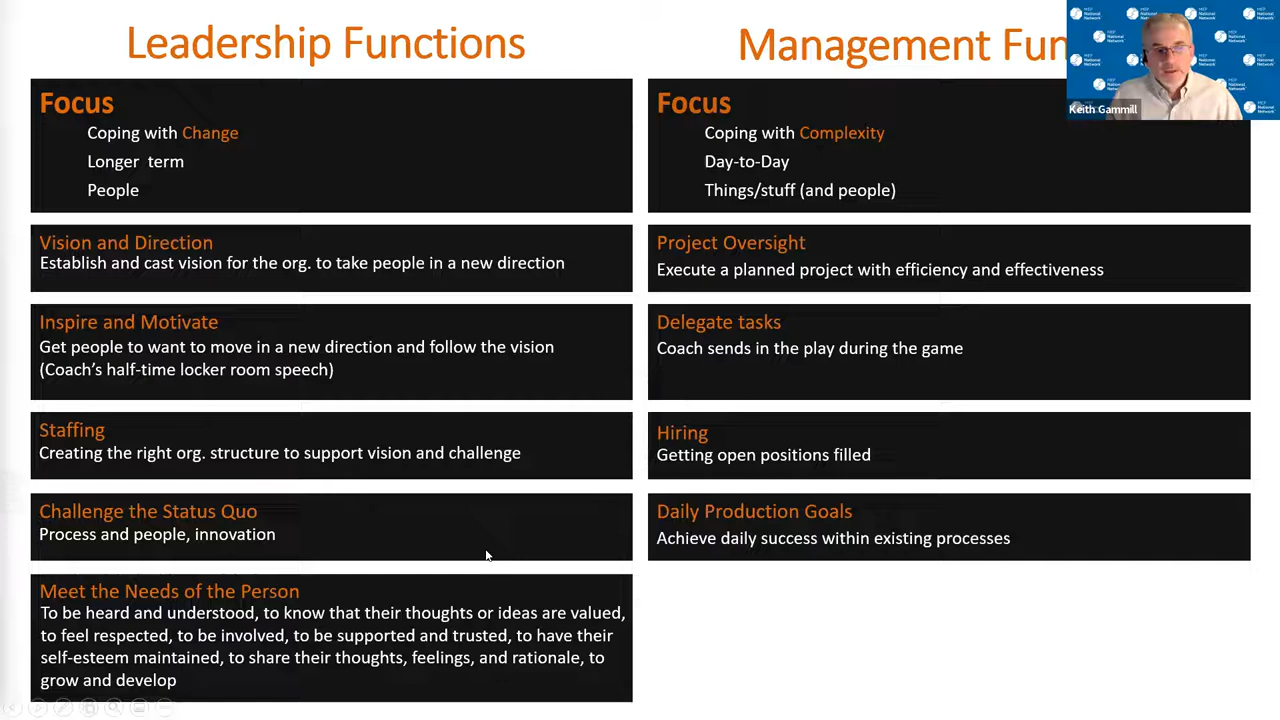 Leadership Functions
Focus
Coping with Change
Longer term
People
Vision and Direction
Establish and cast vision for the org. to take people in a new direction
Inspire and Motivate
Get people to want to move in a new direction and follow the vision
(Coach's half-time locker room speech)
Staffing
Creating the right org. structure to support vision and challenge
Challenge the Status Quo
Process and people, innovation
Meet the Needs of the Person
To be heard and understood, to know that their thoughts or ideas are valued,
to feel respected, to be involved, to be supported and trusted, to have their
self-esteem maintained, to share their thoughts, feelings, and rationale, to
grow and develop
Management Fun
Focus
Coping with Complexity
Day-to-Day
Things/stuff (and people)
Project Oversight
Execute a planned project with efficiency and effectiveness
Delegate tasks
Coach sends in the play during the game
Hiring
Getting open positions filled
Daily Production Goals
Achieve daily success within existing processes
MEP
National
Network
Keith Gammill